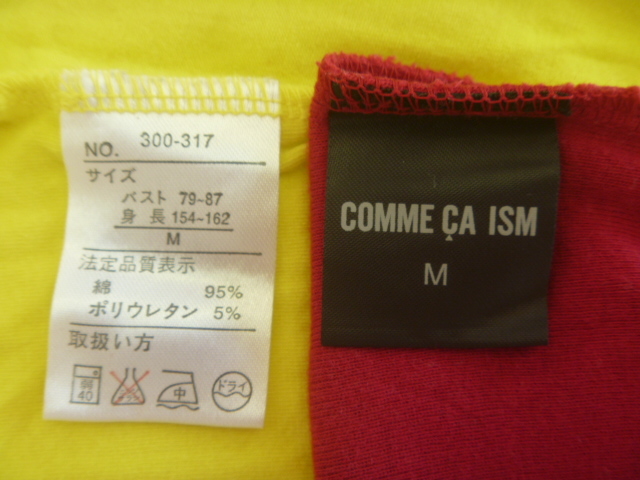 NO. 300-317
サイズ
バスト 79~87
身長 154~162
M
法定品質表示
綿 95%
ポリウレタン 5%
取扱い方
弱
40
中
ドライ
COMME ÇA ISM
M